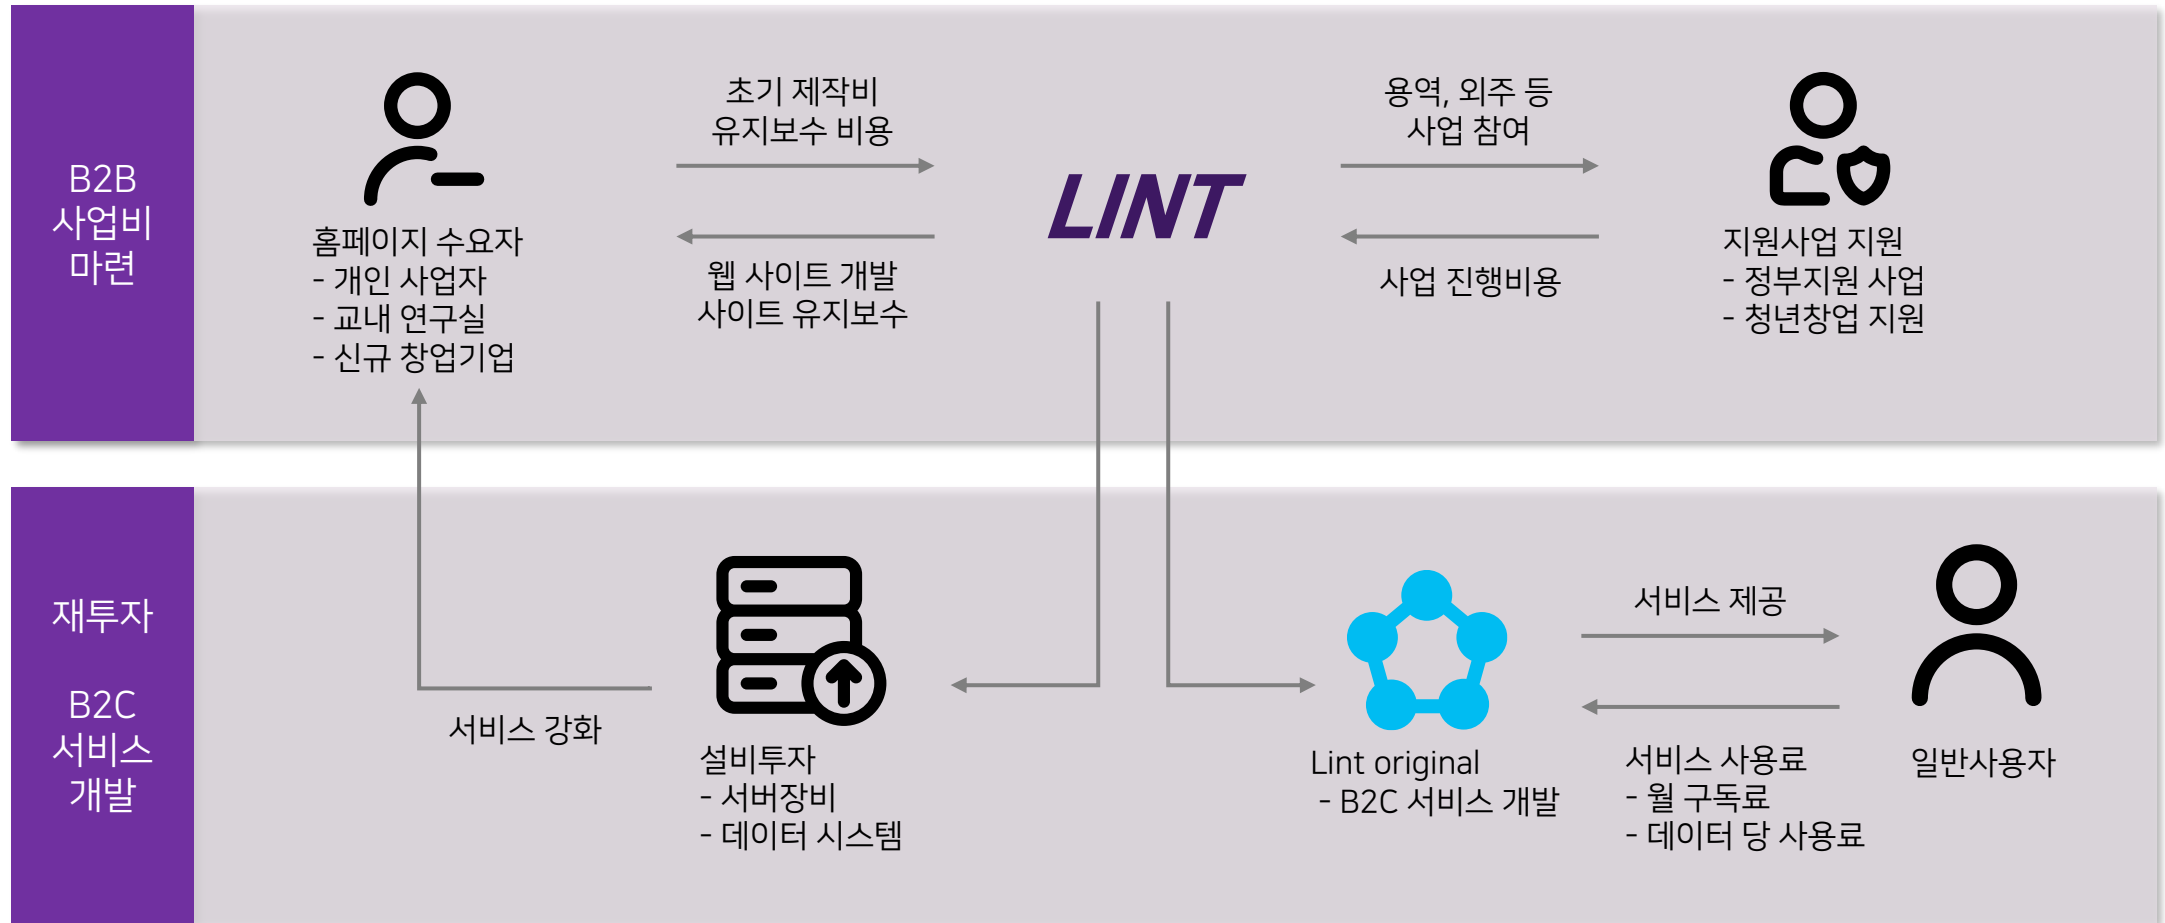 B2B
사업비
마련
초기 제작비
유지보수 비용
홈페이지 수요자
- 개인 사업자
- 교내 연구실
- 신규 창업기업
웹 사이트 개발
사이트 유지보수
LINT
용역, 외주 등
사업 참여
사업 진행비용
지원사업 지원
- 정부지원 사업
- 청년창업 지원
재투자
B2C
서비스
개발
서비스 강화
설비투자
- 서버장비
- 데이터 시스템
Lint original
- B2C 서비스 개발
서비스 제공
서비스 사용료
- 월 구독료
- 데이터 당 사용료
일반사용자